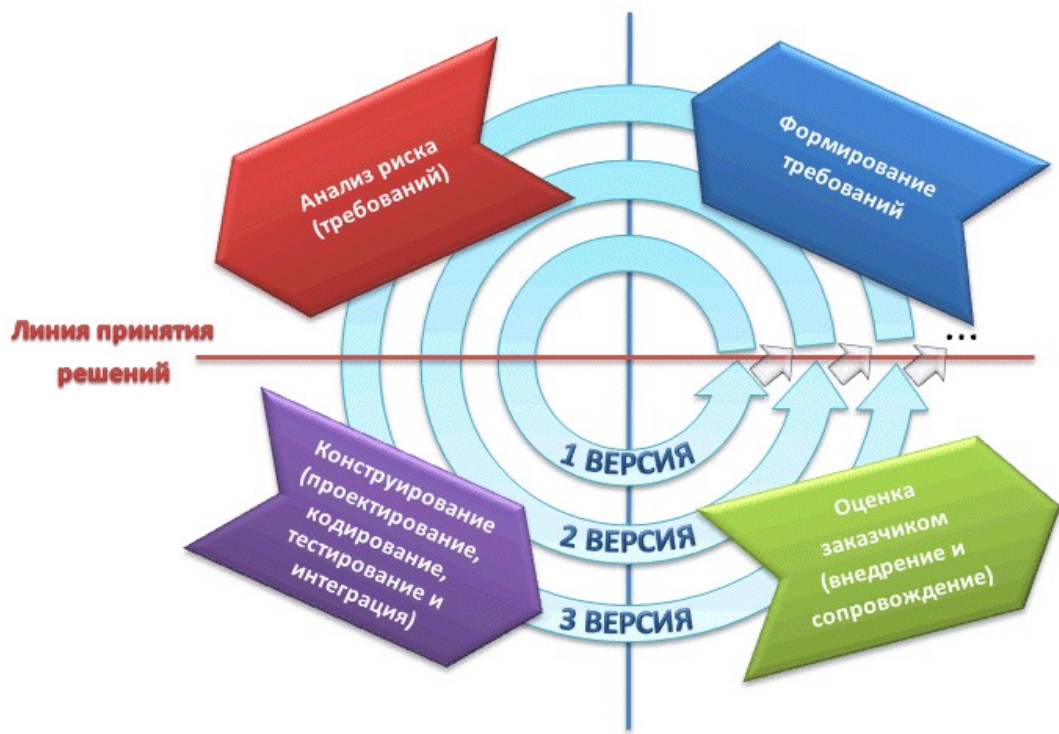 Анализ риска
(требований)
Формирование
требований
Линия принятия
решений
...
Конструирование
(проектирование,
кодирование,
тестирование и
интеграция)
1 ВЕРСИЯ
2 ВЕРСИЯ
3 ВЕРСИЯ
Оценка
заказчиком
(внедрение и
сопровождение)